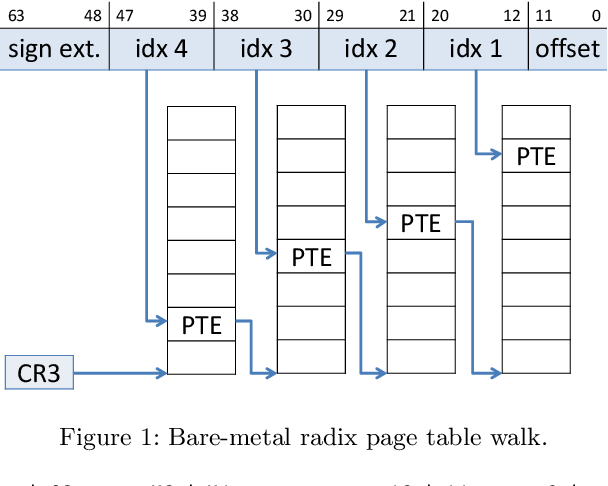 63 48 47 39 38 30 29 21 20 12 11 0
sign ext. idx 4 idx 3 idx 2 idx 1 offset
PTE
PTE
PTE
PTE
CR3
Figure 1: Bare-metal radix page table walk.